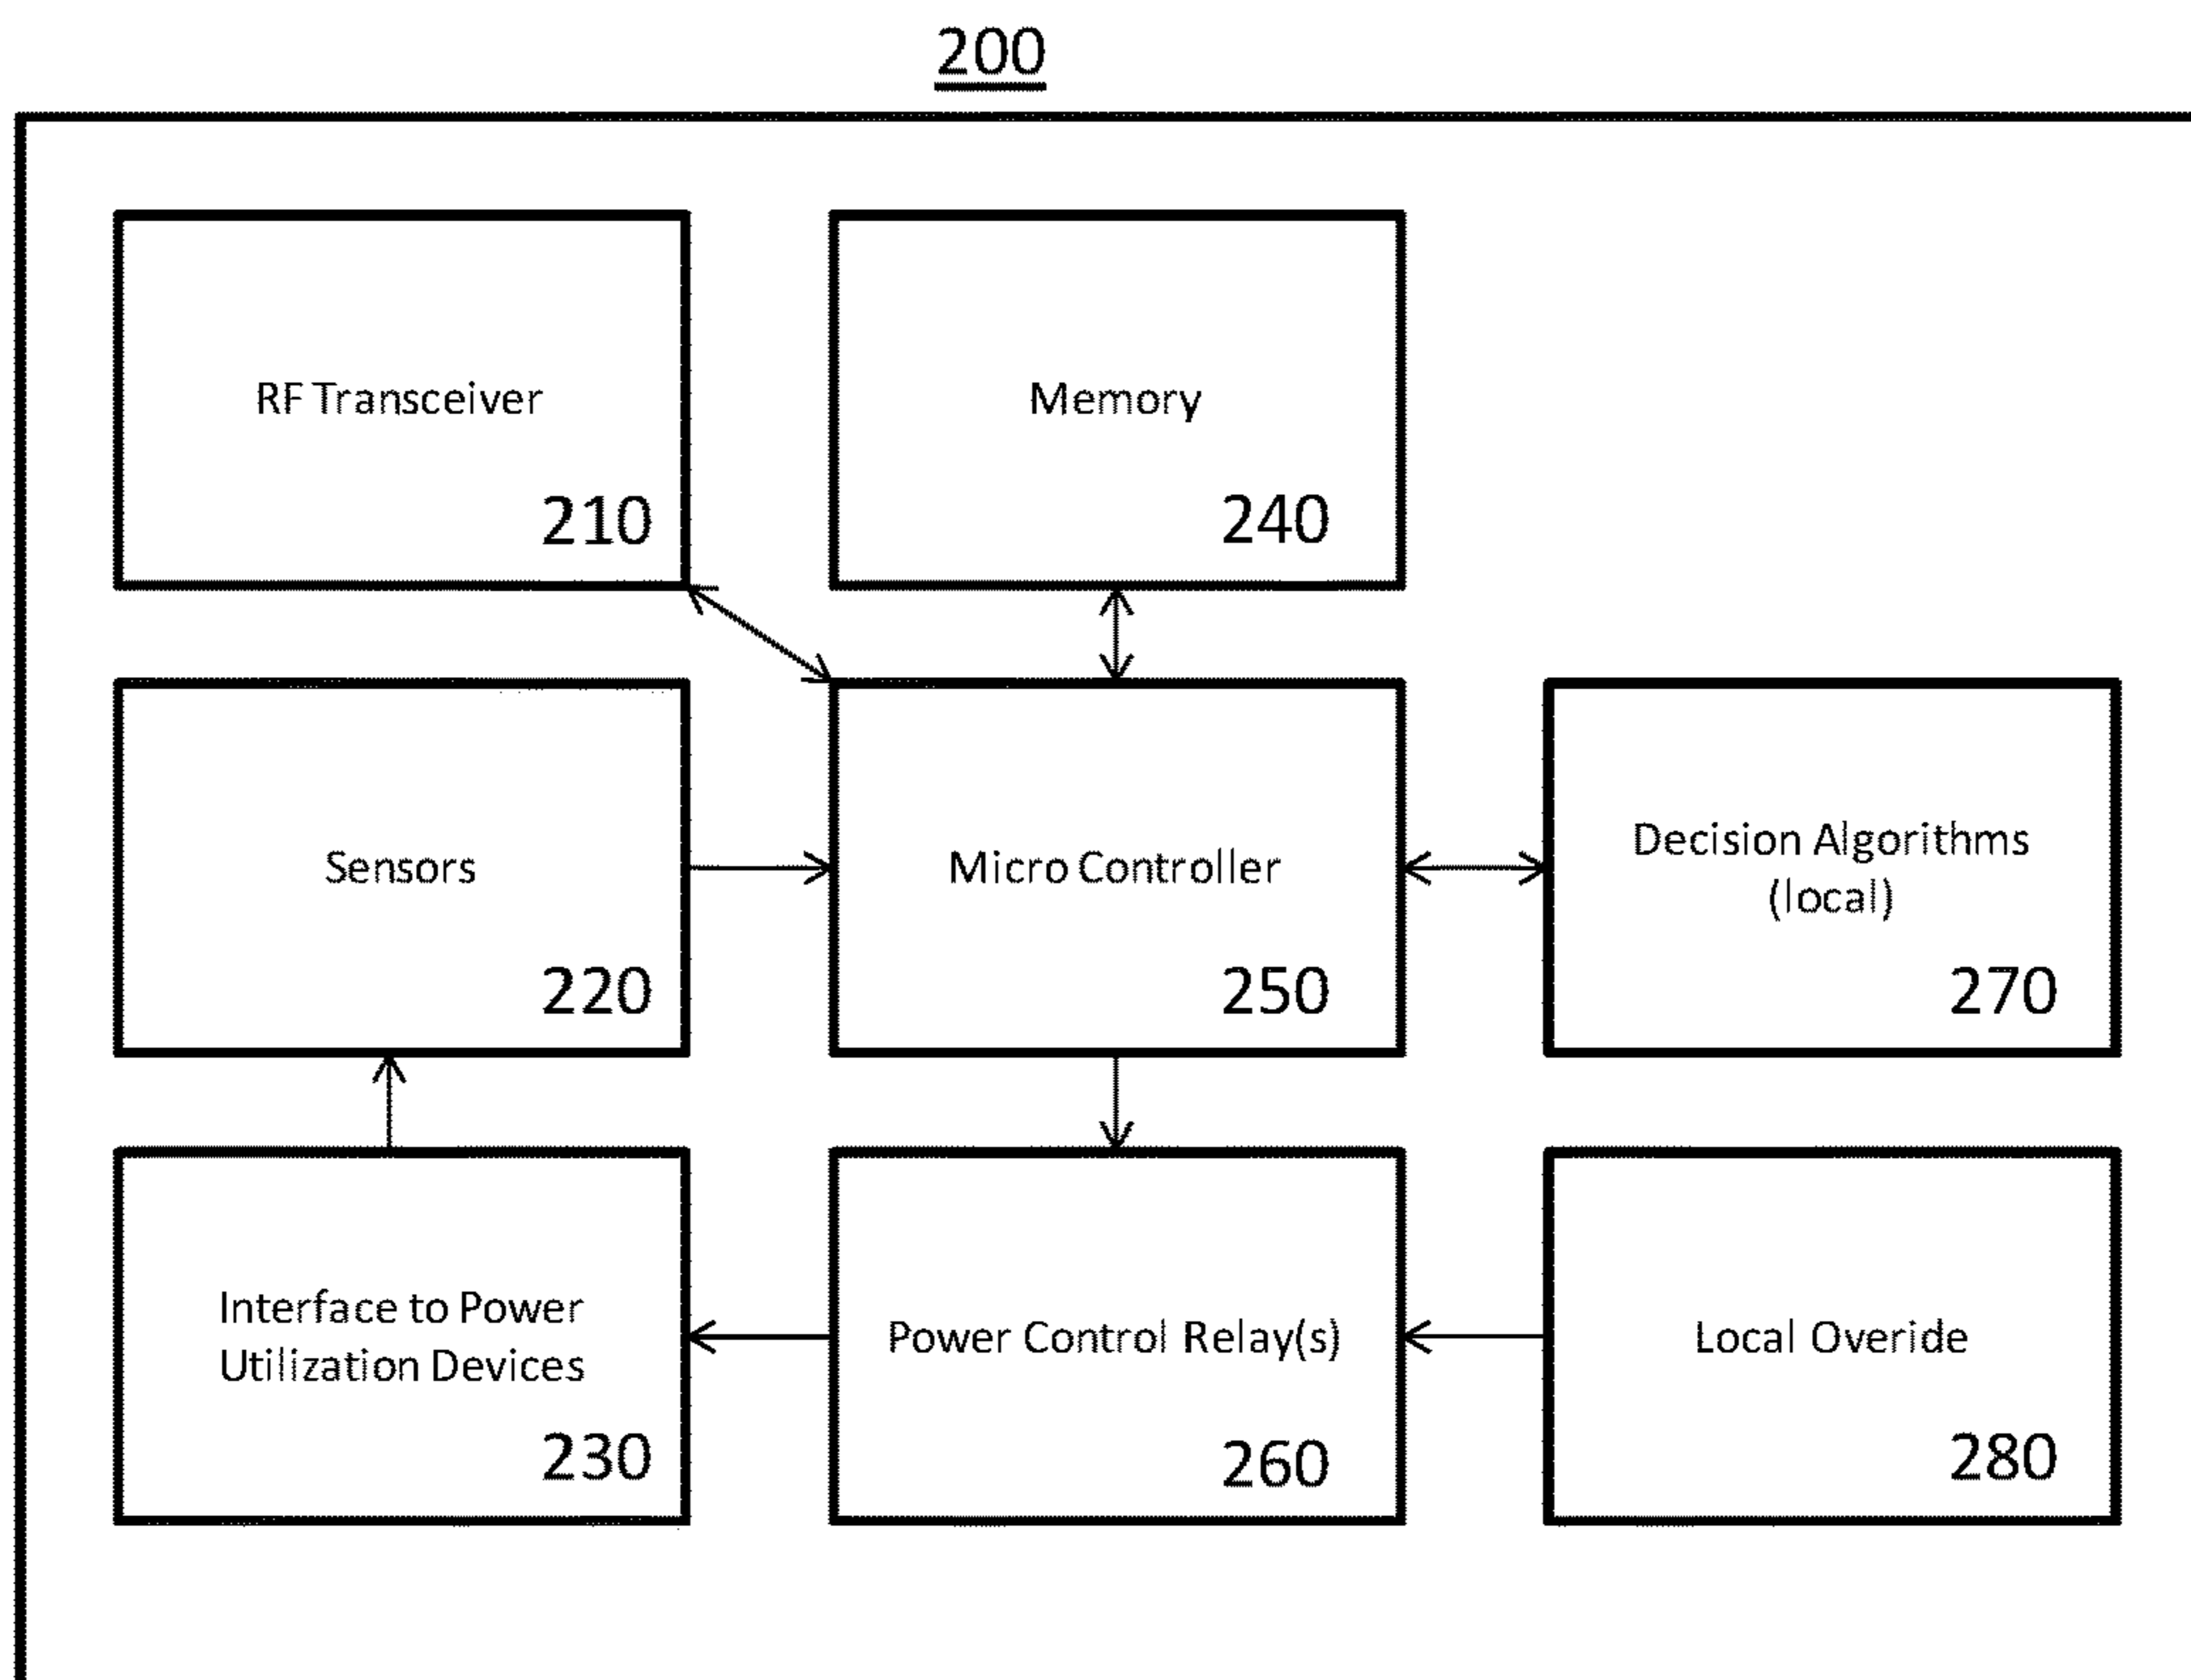 200
RF Transceiver
210
Memory
240
Sensors
220
Micro Controller
250
Decision Algorithms
(local)
270
Interface to Power
Utilization Devices
230
Power Control Relay(s)
260
Local Overide
280